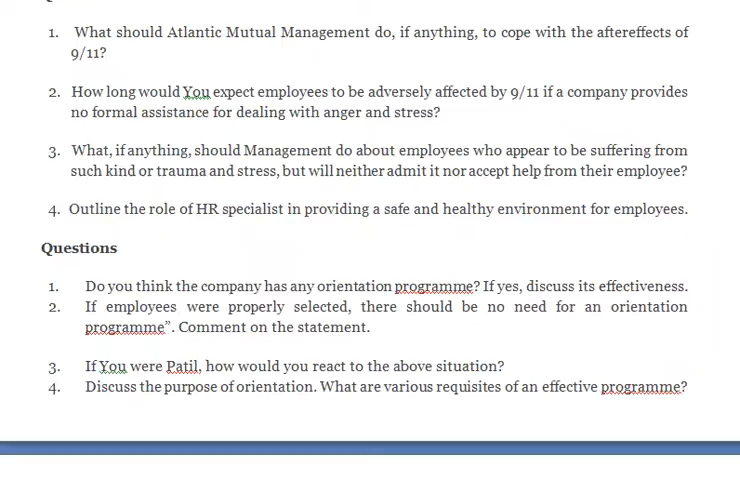 1. What should Atlantic Mutual Management do, if anything, to cope with the aftereffects of
9/11?
2. How long would You expect employees to be adversely affected by 9/11 if a company provides
no formal assistance for dealing with anger and stress?
3. What, if anything, should Management do about employees who appear to be suffering from
such kind or trauma and stress, but will neither admit it nor accept help from their employee?
4. Outline the role of HR specialist in providing a safe and healthy environment for employees.
Questions
1. Do you think the company has any orientation programme? If yes, discuss its effectiveness.
2. If employees were properly selected, there should be no need for an orientation
programme”. Comment on the statement.
3. If You were Patil, how would you react to the above situation?
4. Discuss the purpose of orientation. What are various requisites of an effective programme?